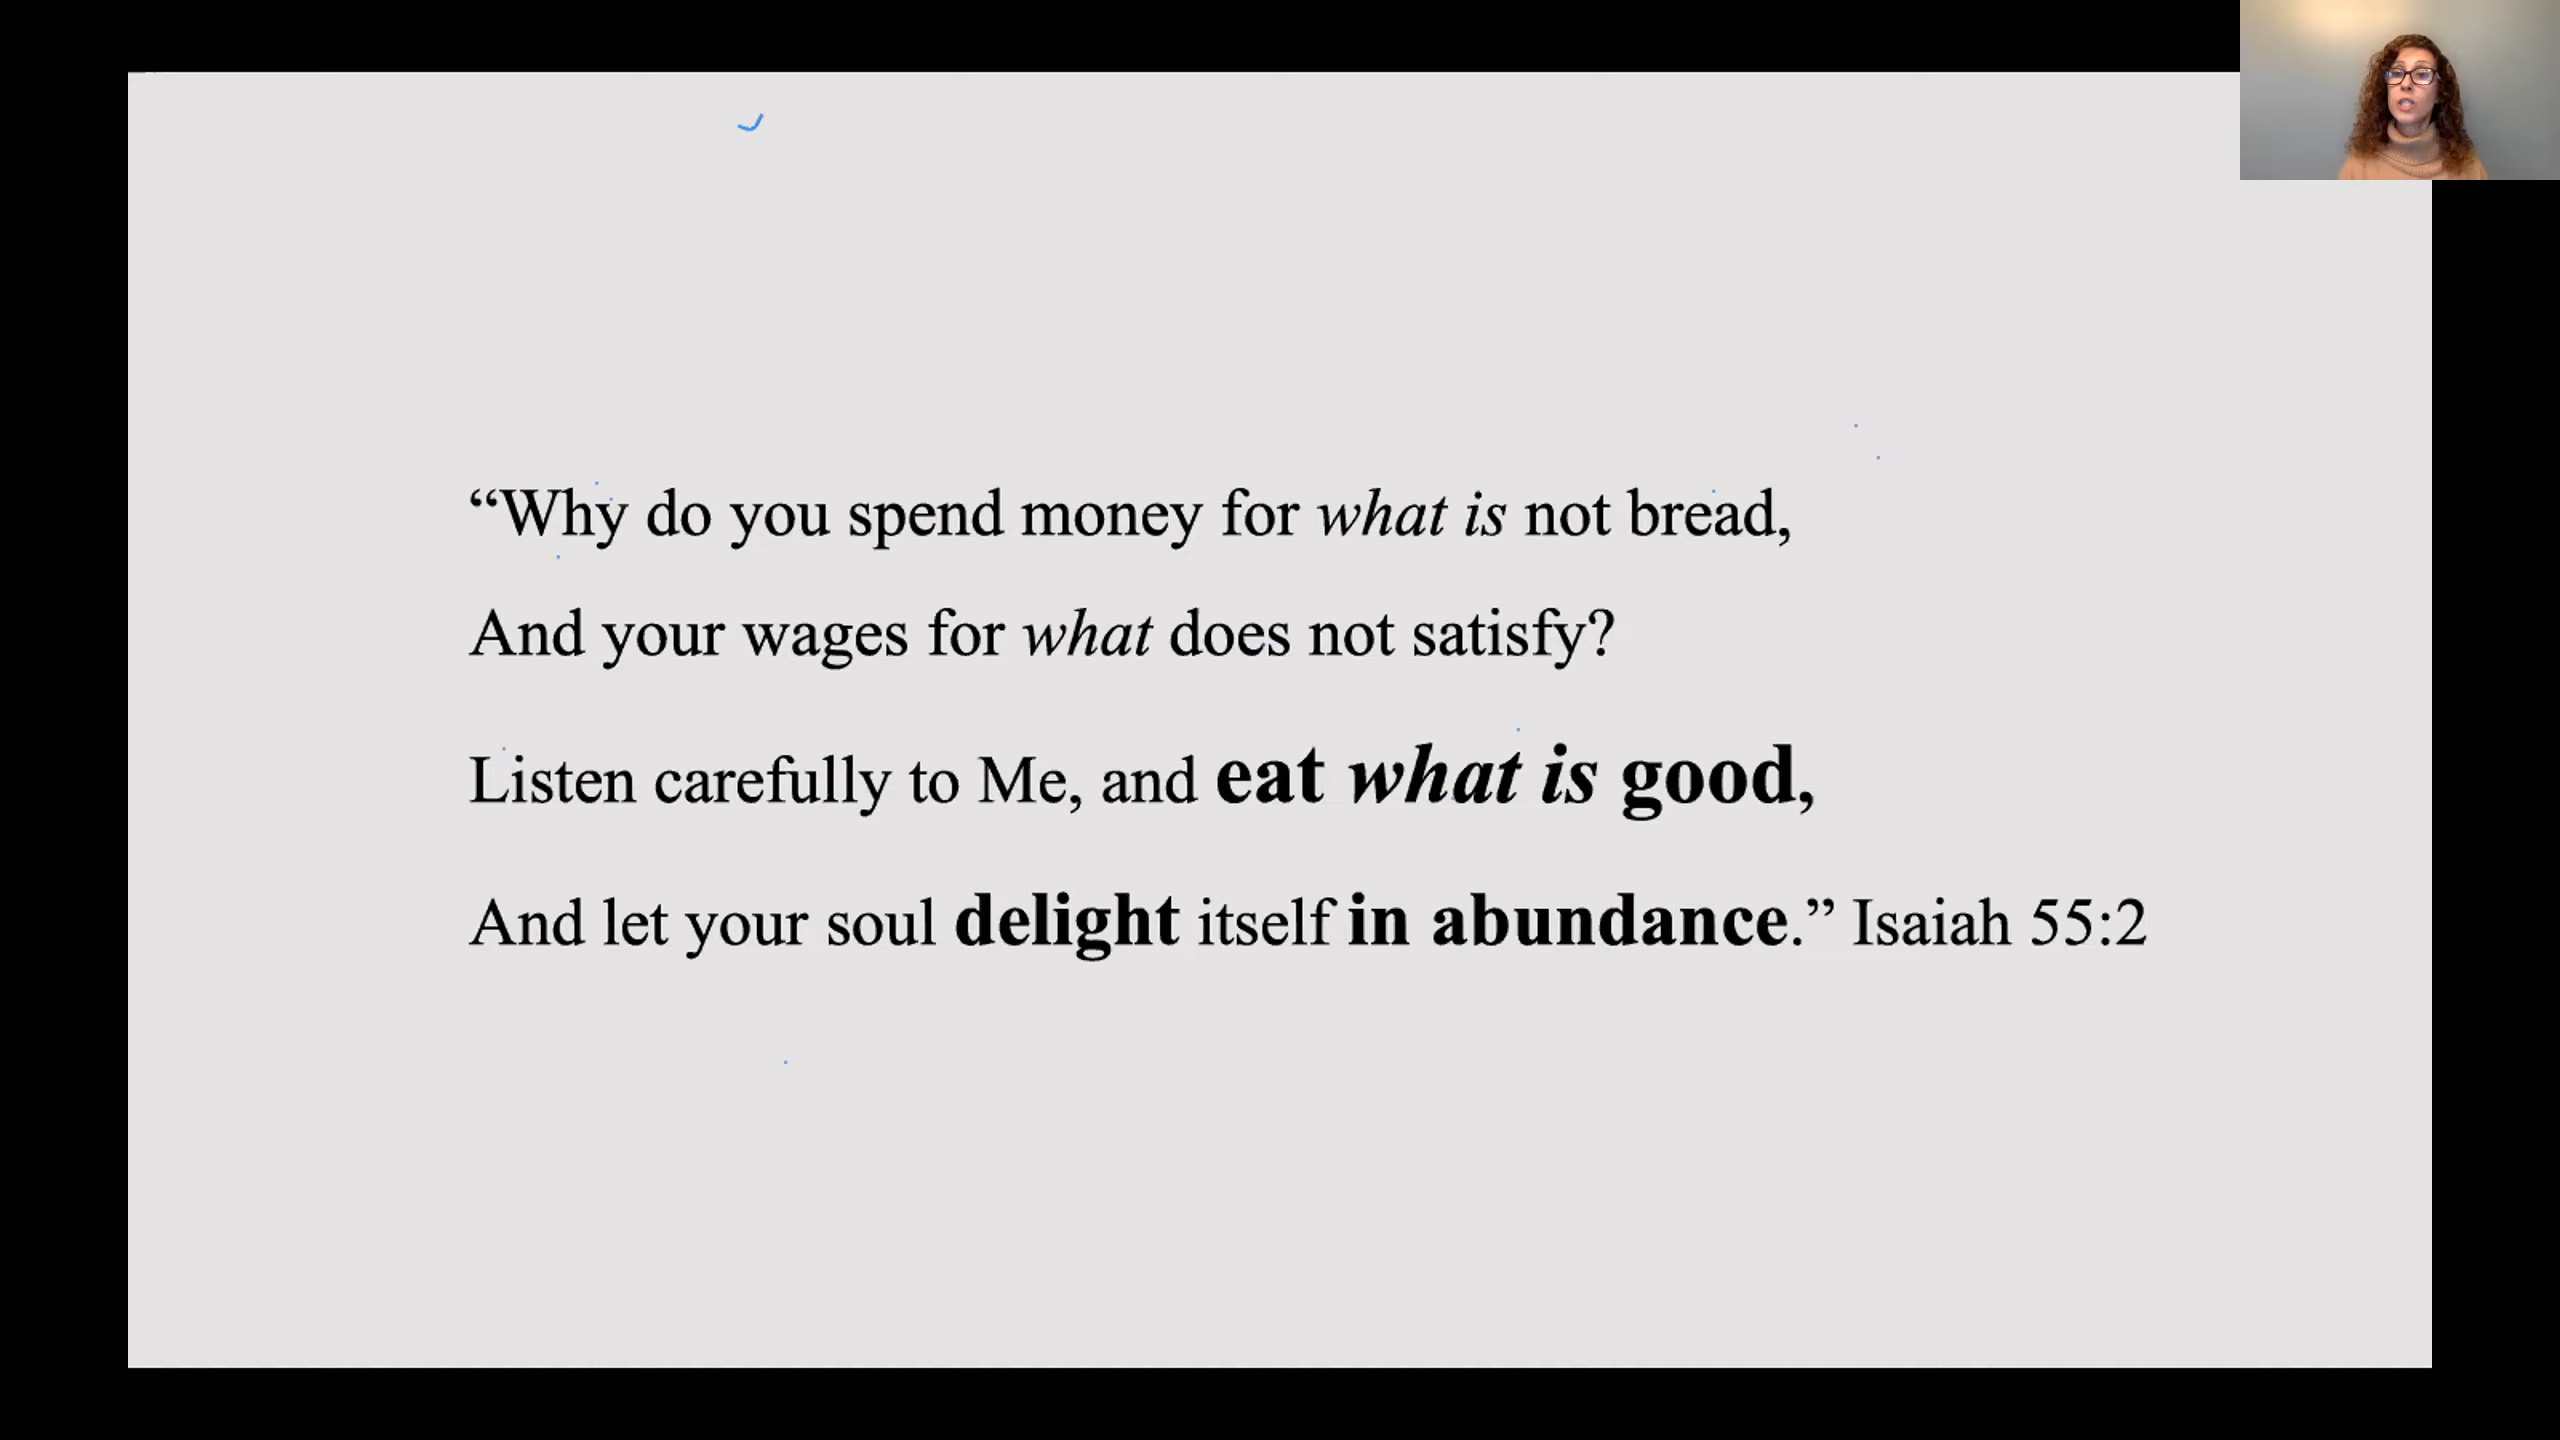 “Why do you spend money for what is not bread,
And your wages for what does not satisfy?
Listen carefully to Me, and eat what is good,
And let your soul delight itself in abundance.” Isaiah 55:2